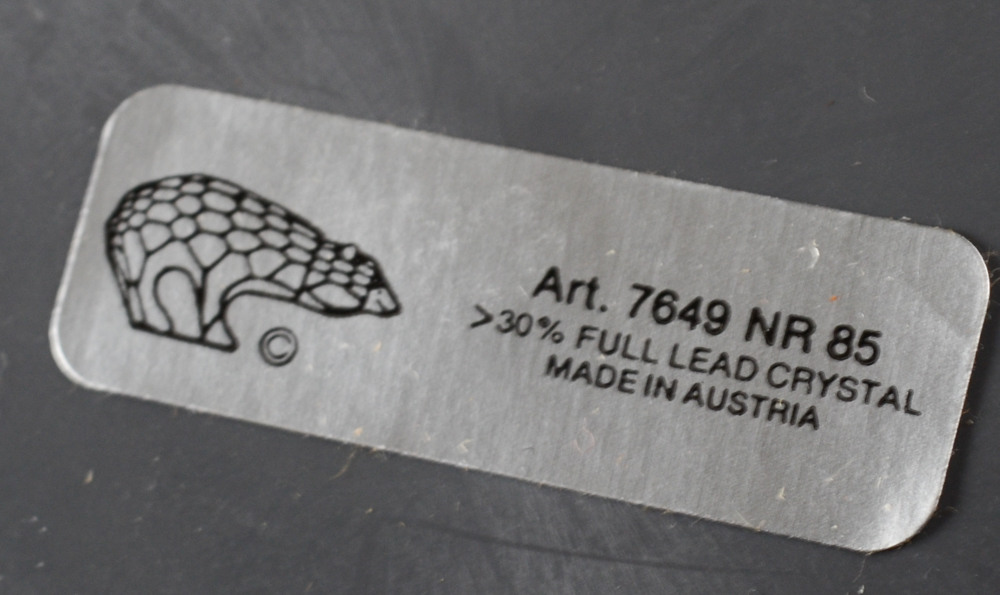 ©
Art. 7649 NR 85
>30% FULL LEAD CRYSTAL
MADE IN AUSTRIA